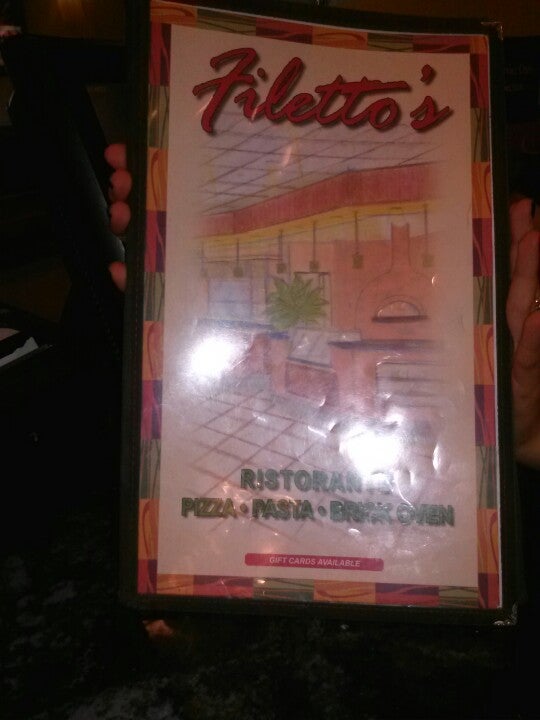 Filetto's
RISTORANTE
PIZZA • PASTA • BRICK OVEN
GIFT CARDS AVAILABLE